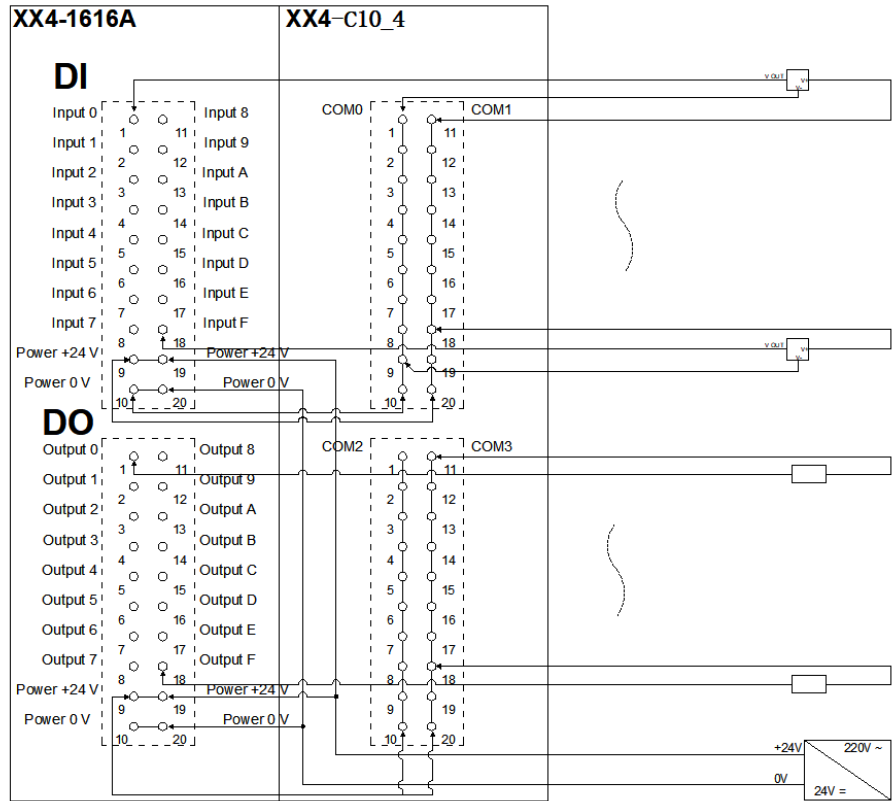 XX4-1616A XX4-C10_4
DI
Input 0 Input 8 COM0 COM1 V OUT V+
V-
1 11 1 11
Input 1 Input 9
2 12 2 12
Input 2 Input A
3 13 3 13
Input 3 Input B
4 14 4 14
Input 4 Input C
5 15 5 15
Input 5 Input D
6 16 6 16
Input 6 Input E
7 17 7 17
Input 7 Input F
8 18 8 18 V OUT V+
Power +24 V Power +24 V V-
9 19 9 19
Power 0 V Power 0 V
10 20 10 20
DO
Output 0 Output 8 COM2 COM3
1 11 1 11
Output 1 Output 9
2 12 2 12
Output 2 Output A
3 13 3 13
Output 3 Output B
4 14 4 14
Output 4 Output C
5 15 5 15
Output 5 Output D
6 16 6 16
Output 6 Output E
7 17 7 17
Output 7 Output F
8 18 8 18
Power +24 V Power +24 V
9 19 9 19
Power 0 V Power 0 V
10 20 10 20
+24V 220V ~
0V
24V =